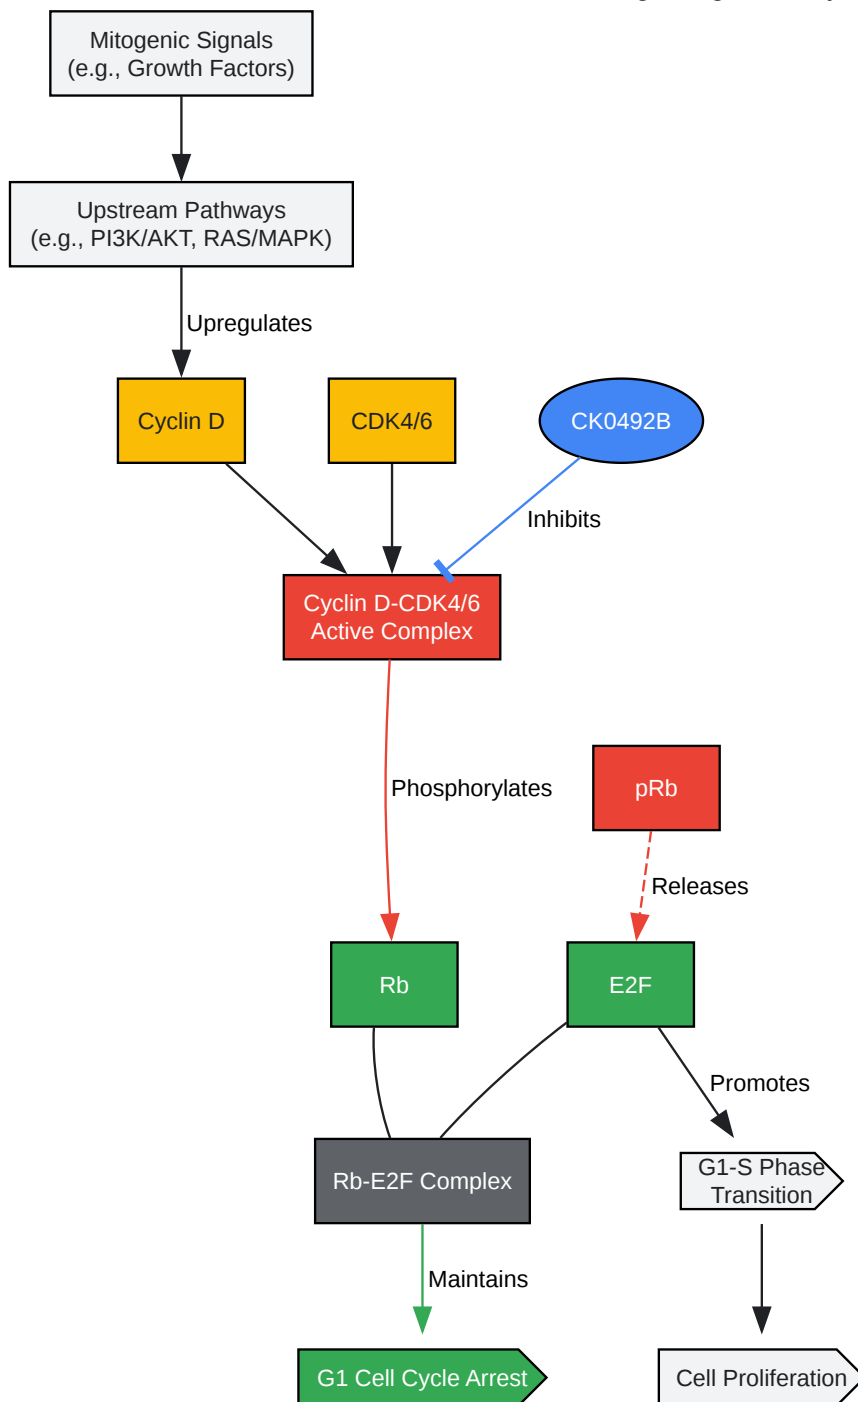 Mitogenic Signals
(e.g., Growth Factors)
Upstream Pathways
(e.g., PI3K/AKT, RAS/MAPK)
Upregulates
Cyclin D
CDK4/6
CK0492B
Inhibits
Cyclin D-CDK4/6
Active Complex
Phosphorylates
pRb
Releases
Rb
E2F
Promotes
Rb-E2F Complex
G1-S Phase
Transition
Maintains
G1 Cell Cycle Arrest
Cell Proliferation